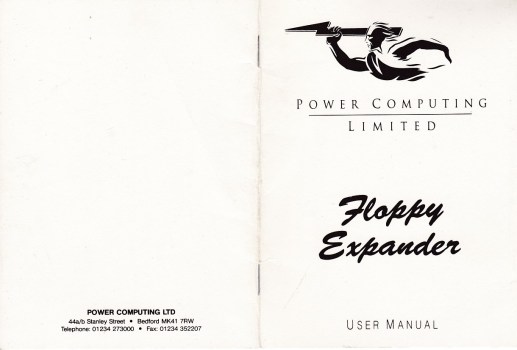 POWER COMPUTING
LIMITED
Floppy
Expander
USER MANUAL
POWER COMPUTING LTD
44a/b Stanley Street • Bedford MK41 7RW
Telephone: 01234 273000 • Fax: 01234 352207